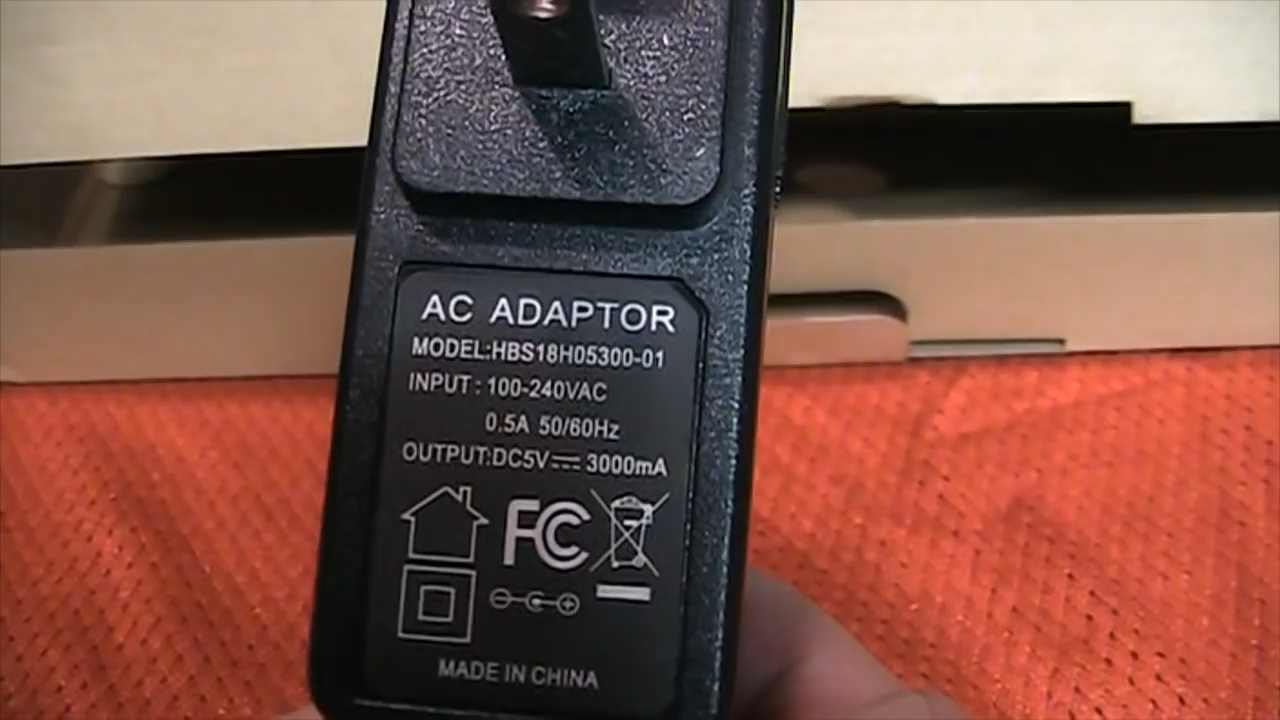 AC ADAPTOR
MODEL:HBS18H05300-01
INPUT: 100-240VAC
0.5A 50/60Hz
OUTPUT:DC5V⎓3000mA
FC
MADE IN CHINA